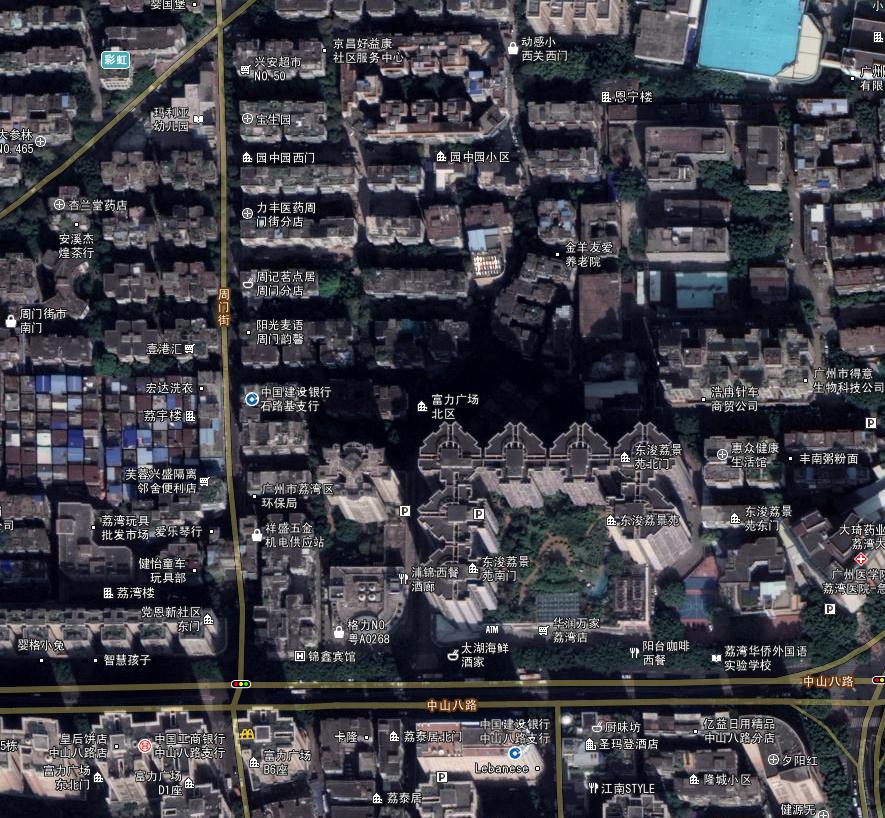 婴国堡
小
京昌好益康
社区服务中心
动感小
西关西门
彩虹
兴安超市
NO.50
广州
有限
恩宁楼
玛利亚
幼儿园
宝生园
大参林
NO.465
园中园西门
园中园小区
杏兰堂药店
力丰医药周
门街分店
安溪杰
煌茶行
金羊友爱
养老院
周记茗点居
周门分店
周门街
周门街市
南门
阳光麦语
周门韵馨
壹港汇
宏达洗衣
中国建设银行
石路基支行
富力广场
北区
浩冉针车
商贸公司
广州市得意
生物科技公司
荔宇楼
P
东浚荔景
苑北门
惠众健康
生活馆
丰南粥粉面
芙蓉兴盛隔离
邻舍便利店
广州市荔湾区
环保局
P
P
东浚荔景苑
东浚荔景
苑东门
公司
荔湾玩具
批发市场
爱乐琴行
祥盛五金
机电供应站
大琦药业
荔湾大
健怡童车
玩具部
浦锦西餐
酒廊
东浚荔景
苑南门
广州医学院
荔湾医院-急
荔湾楼
P
党恩新社区
东门
格力NO
粤A0268
ATM
华润万家
荔湾店
婴格小兔
智慧孩子
锦鑫宾馆
太湖海鲜
酒家
阳台咖啡
西餐
荔湾华侨外国语
实验学校
中山八路
中山八路
5栋
皇后饼店
中山八路店
中国工商银行
中山八路支行
卡隆
荔泰居北门
中国建设银行
中山八路支行
厨味坊
圣玛登酒店
亿益日用精品
中山八路分店
富力广场
东北门
富力广场
D1座
富力广场
B6座
Lebanese
夕阳红
P
江南STYLE
隆城小区
荔泰居
健源无